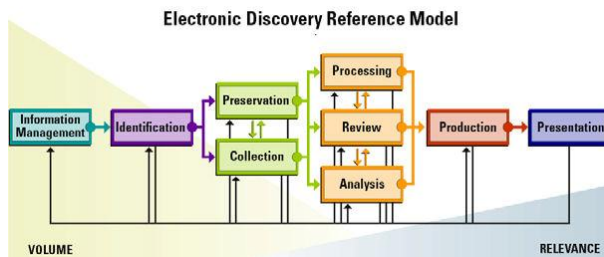 Electronic Discovery Reference Model
Information
Management
Identification
Preservation
Collection
Processing
Review
Analysis
Production
Presentation
VOLUME
RELEVANCE